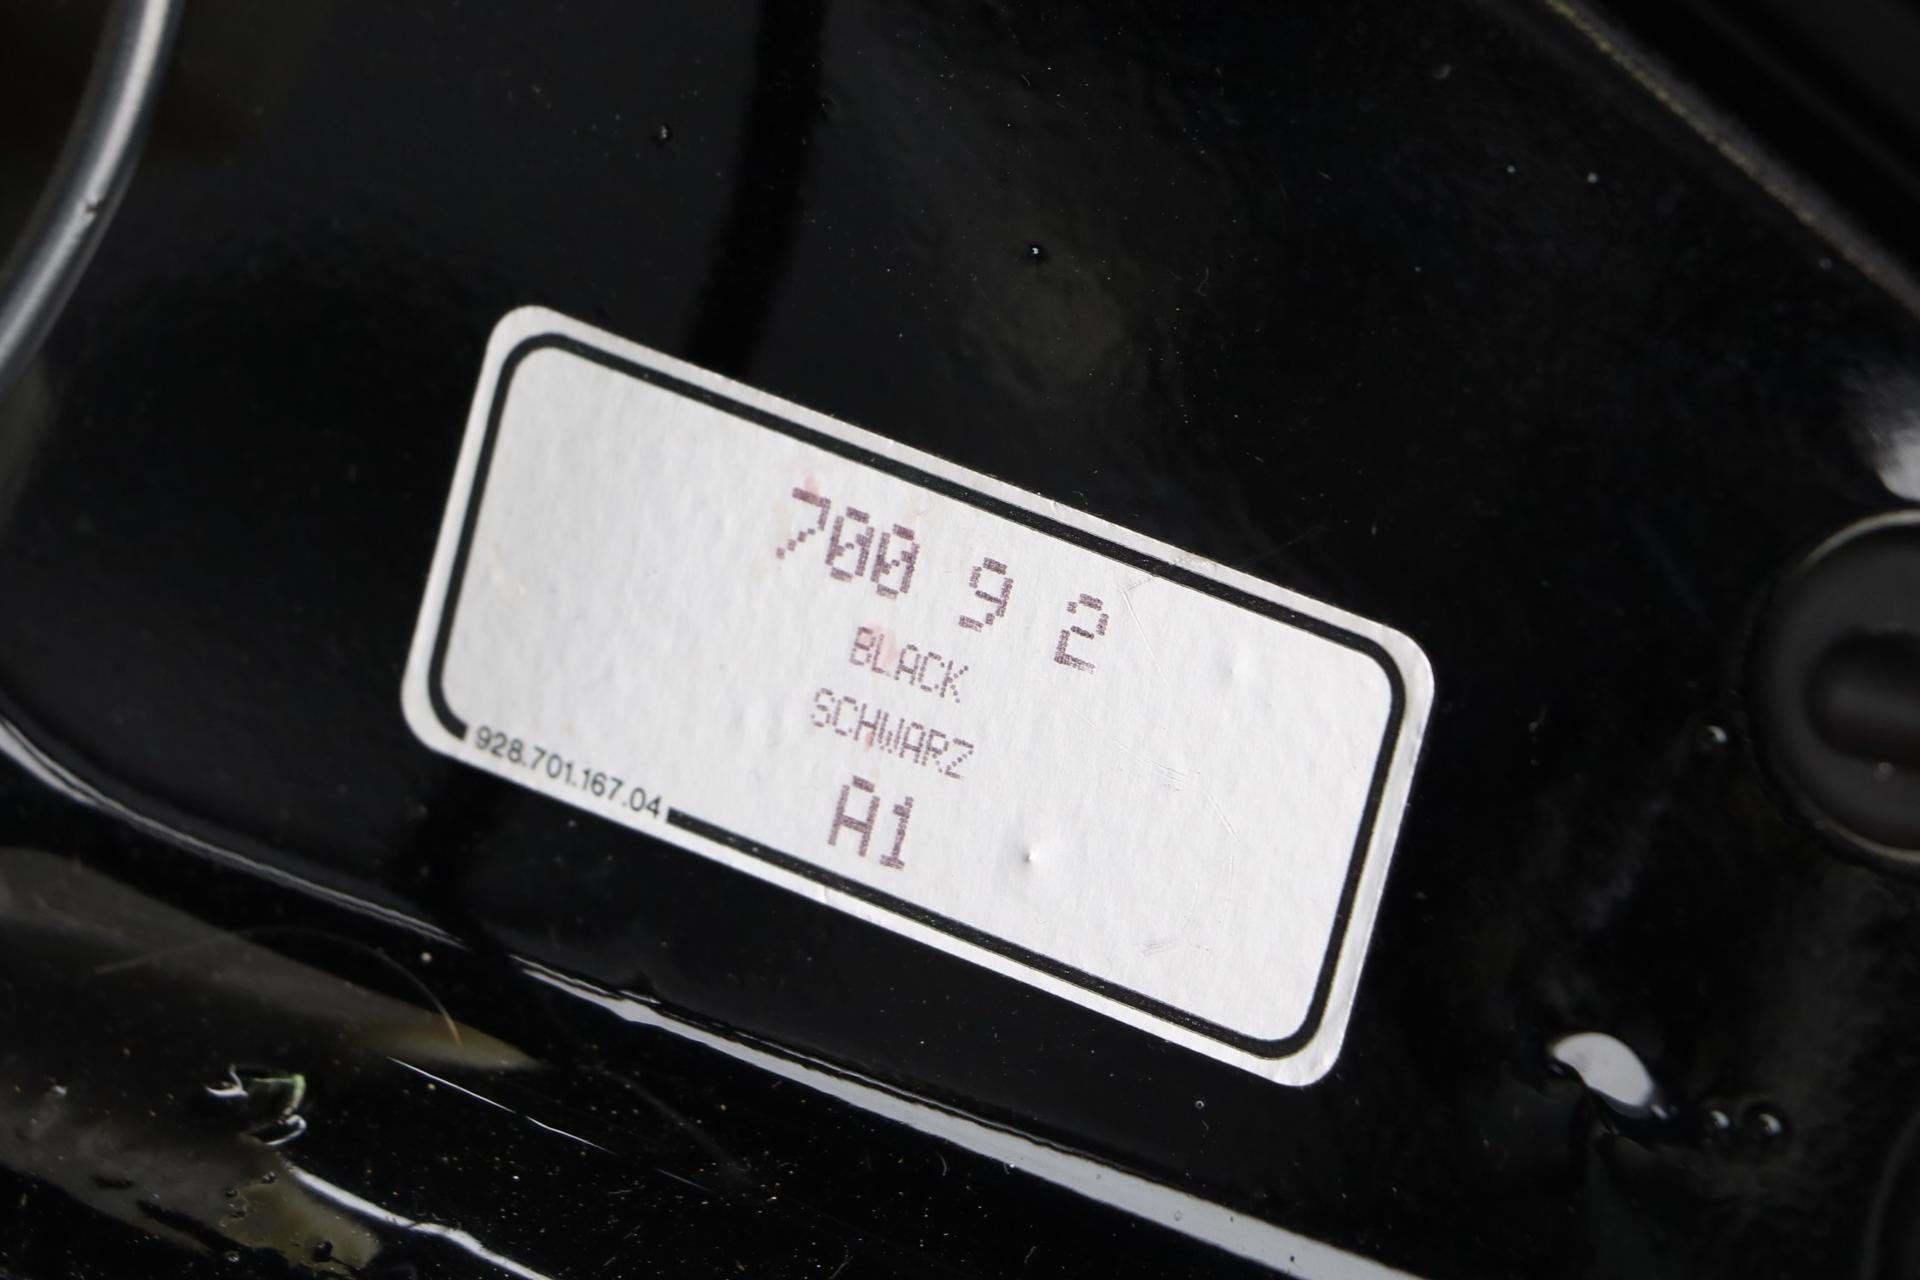 700 9 2
BLACK
SCHWARZ
A1
928.701.167.04